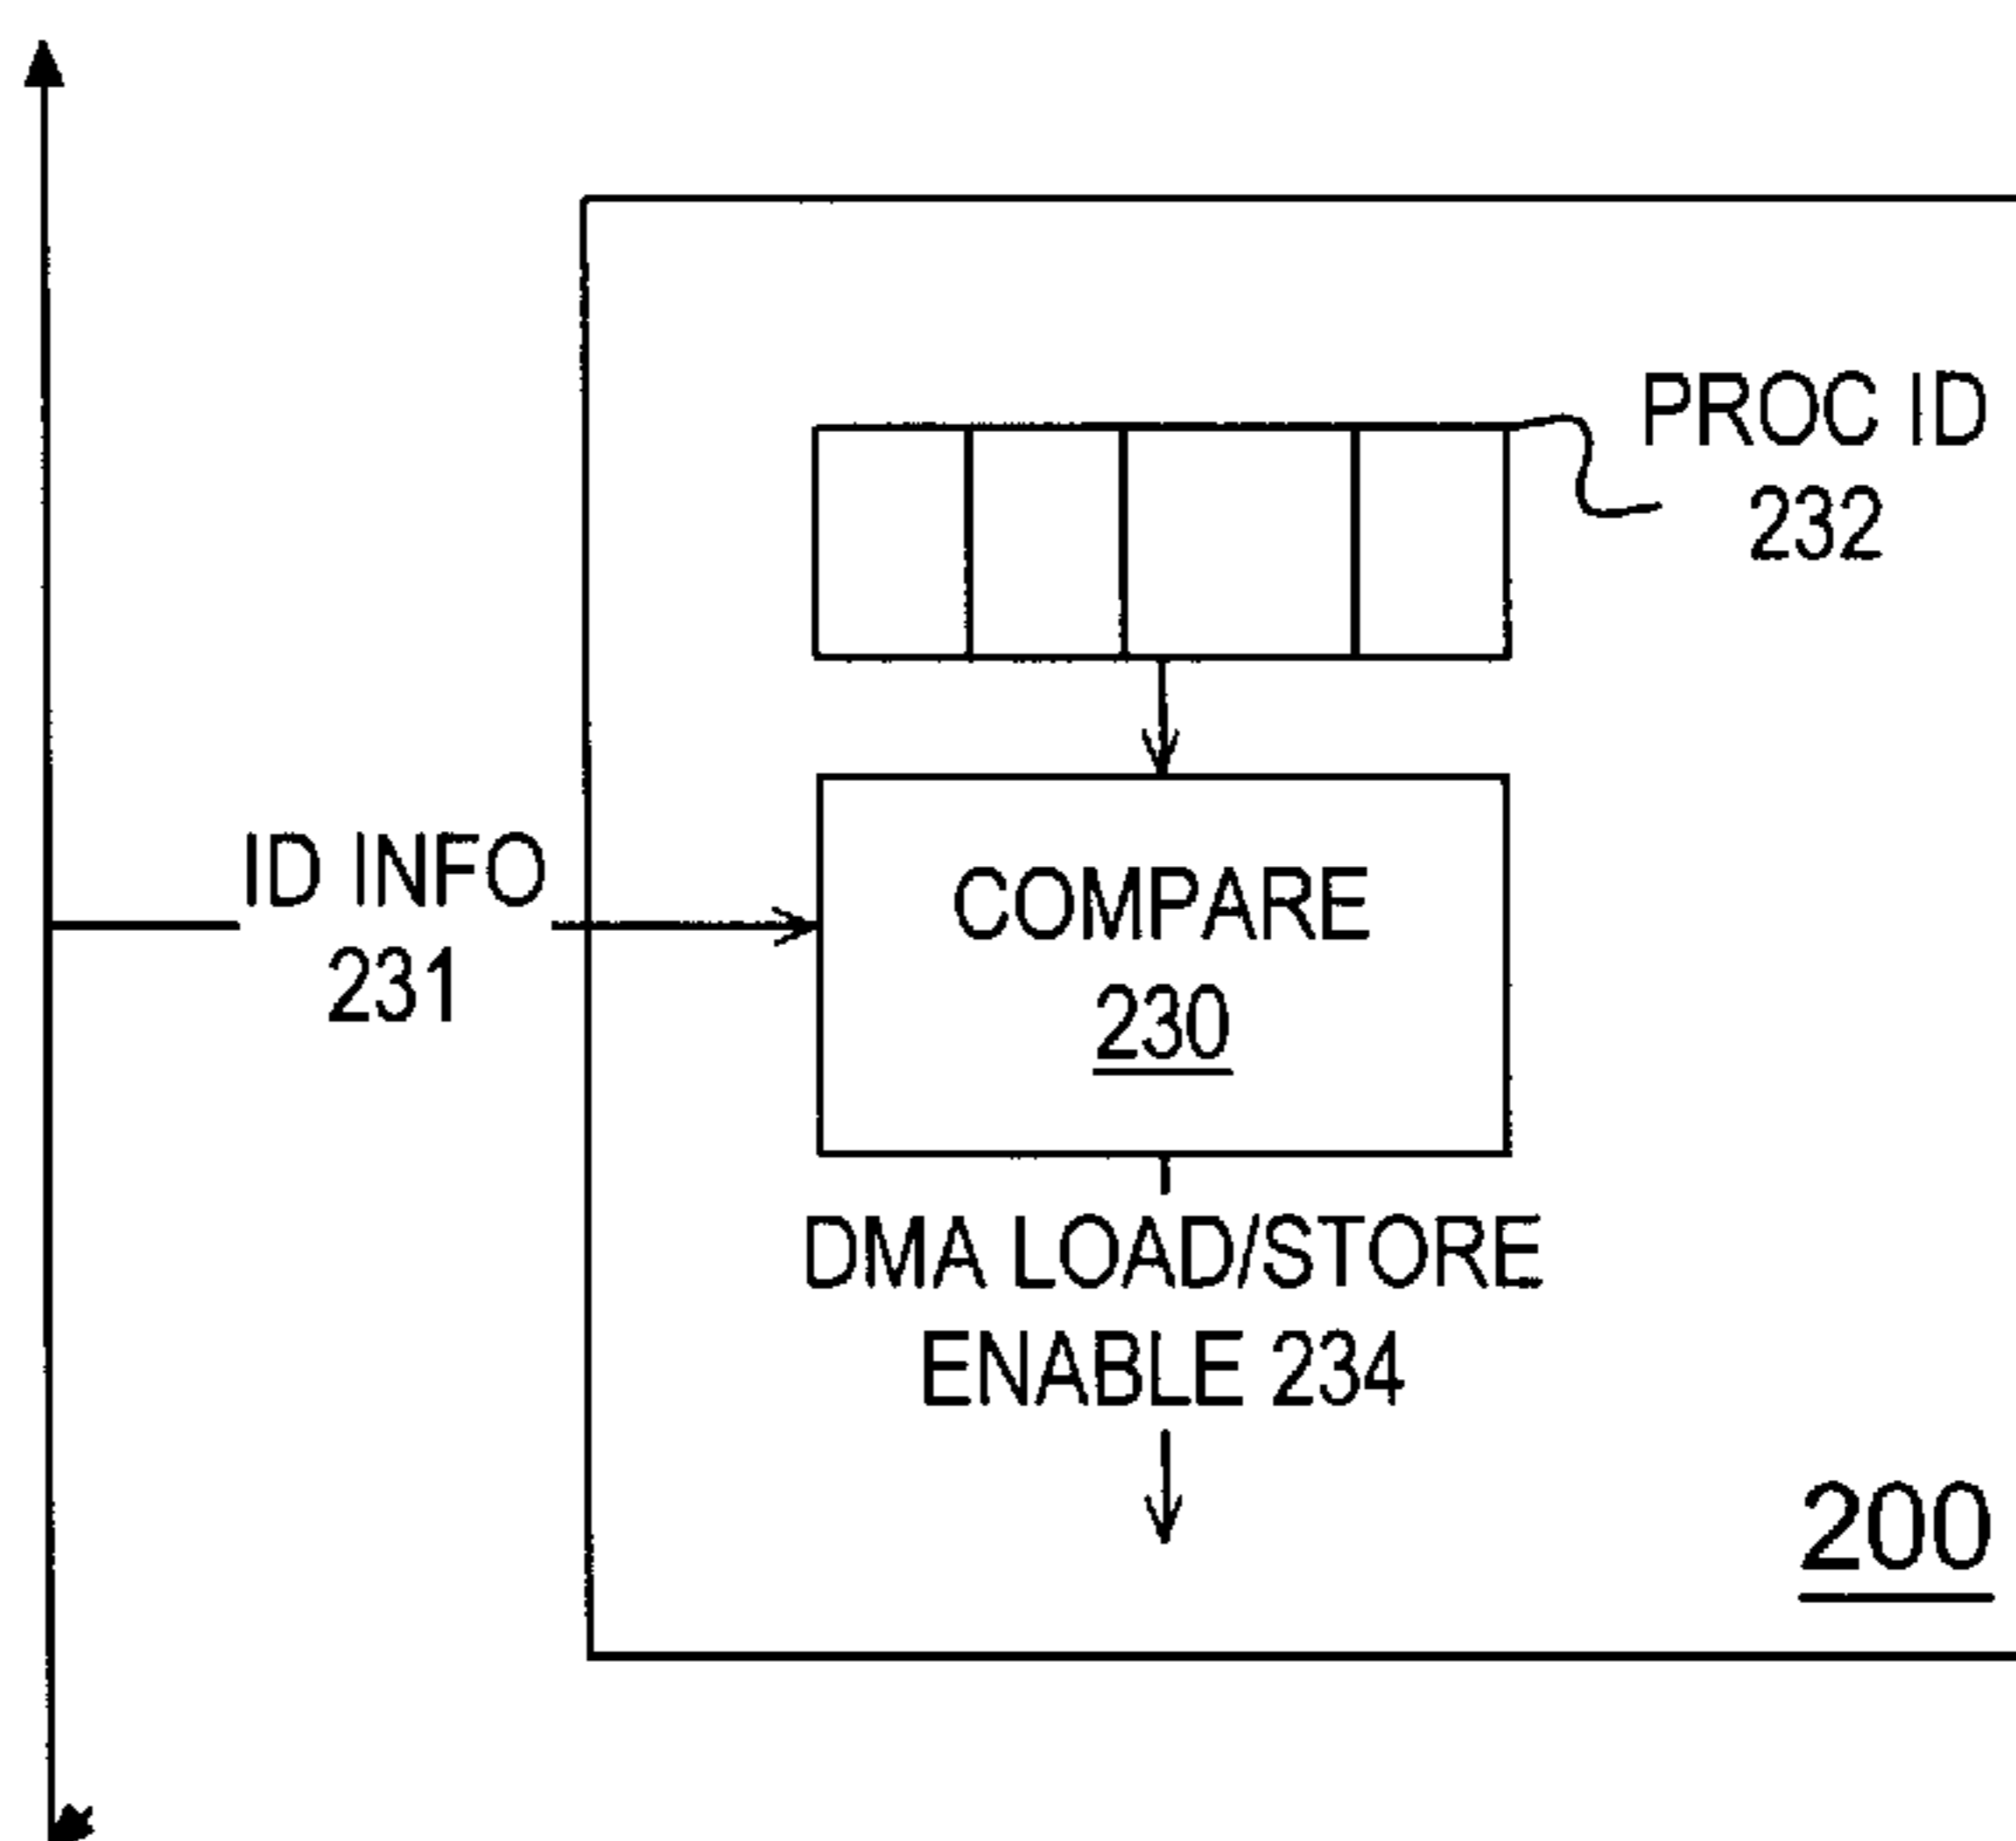 PROC ID
232
ID INFO
231
COMPARE
230
DMA LOAD/STORE
ENABLE 234
200